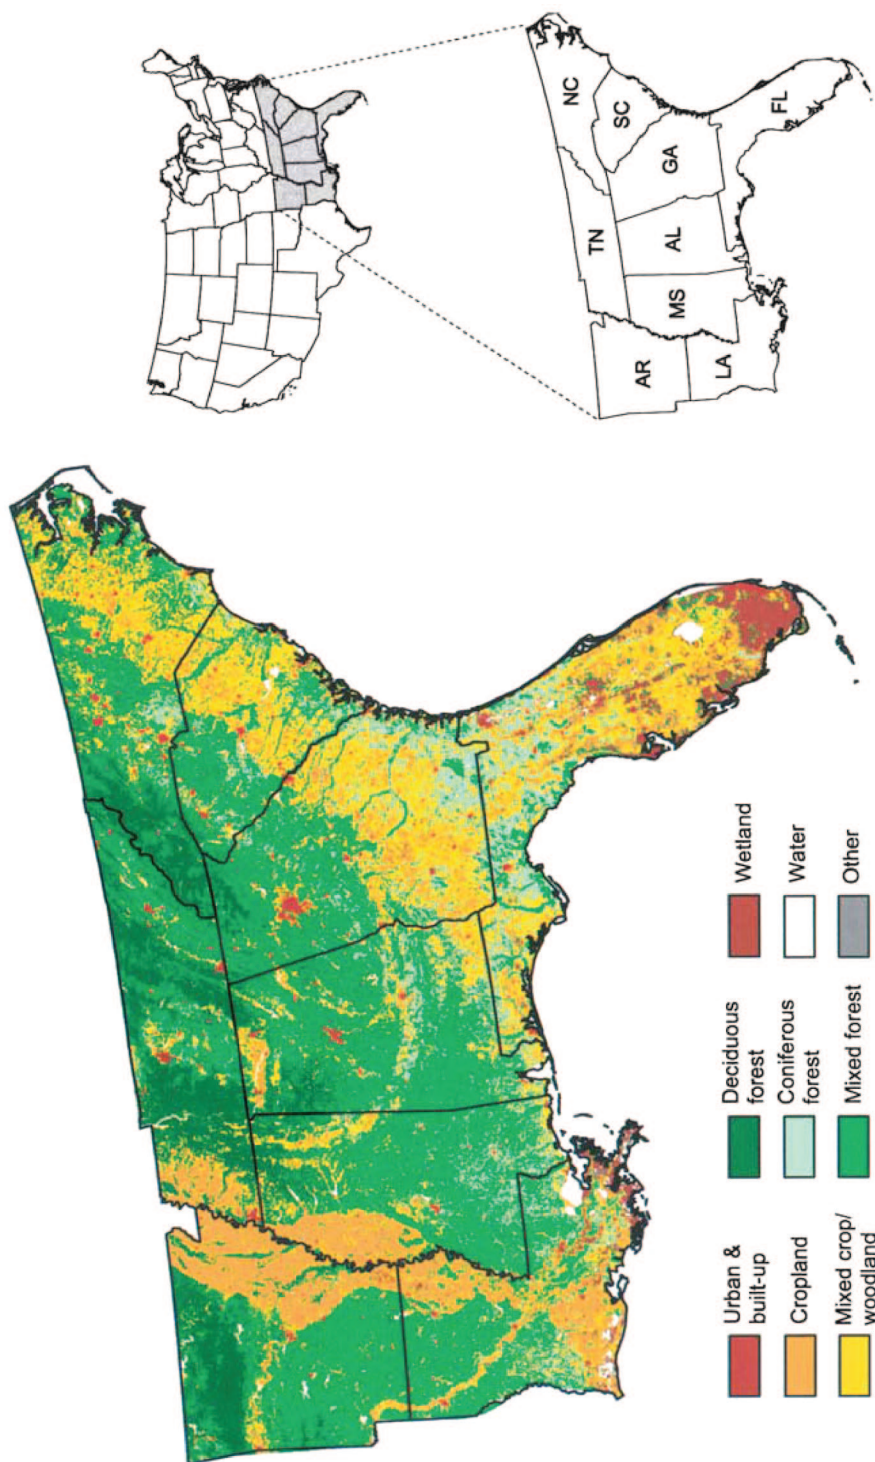 NC
SC
TN
GA
FL
AL
MS
AR
LA
Urban &
built-up
Cropland
Mixed crop/
woodland
Deciduous
forest
Coniferous
forest
Mixed forest
Wetland
Water
Other